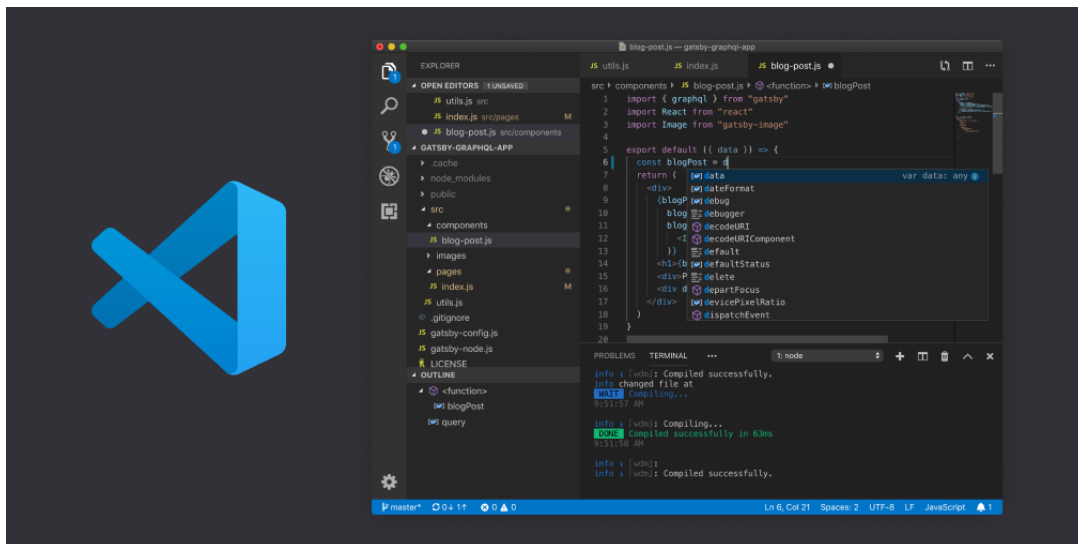 blog-post.js — gatsby-graphql-app
EXPLORER
OPEN EDITORS 1 UNSAVED
JS utils.js src
JS index.js src/pages M
JS blog-post.js src/components
GATSBY-GRAPHQL-APP
.cache
node_modules
public
src
components
JS blog-post.js
images
pages
JS index.js M
JS utils.js
.gitignore
JS gatsby-config.js
JS gatsby-node.js
LICENSE
OUTLINE
<function>
blogPost
query
1
1
JS utils.js JS index.js JS blog-post.js
src components JS blog-post.js <function> blogPost
1 import { graphql } from "gatsby"
2 import React from "react"
3 import Image from "gatsby-image"
4
5 export default ({ data }) => {
6 const blogPost = d
7 return (
8 <div>
9 {blogP
10 blog
11 blog
12 <I
13 )}
14 <h1>{b
15 <div>P
16 <div d
17 </div>
18 )
19 }
20
data var data: any
dateFormat
debug
debugger
decodeURI
decodeURIComponent
default
defaultStatus
delete
departFocus
devicePixelRatio
dispatchEvent
PROBLEMS TERMINAL ••• 1: node
info [wdm]: Compiled successfully.
info changed file at
WAIT Compiling...
9:51:57 AM
info [wdm]: Compiling...
DONE Compiled successfully in 63ms
9:51:58 AM
info [wdm]:
info [wdm]: Compiled successfully.
master* 0↓ 1↑ 0 0 Ln 6, Col 21 Spaces: 2 UTF-8 LF JavaScript 1